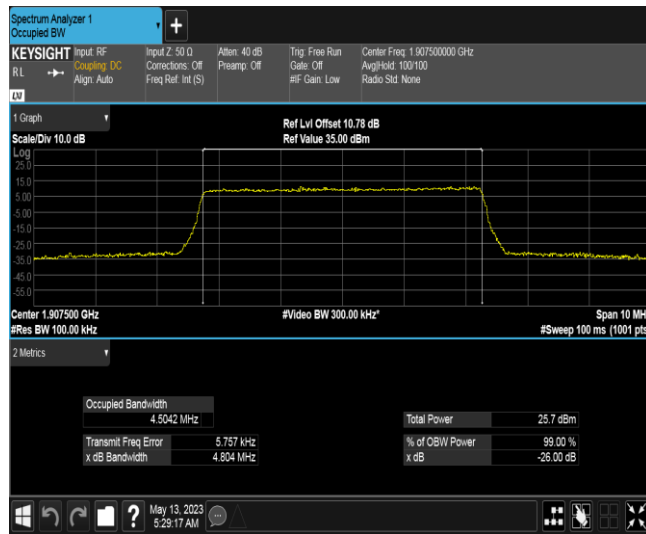 Spectrum Analyzer 1
Occupied BW
+
KEYSIGHT
RL
LXI
Input: RF
Coupling: DC
Align: Auto
Input Z: 50 Ω
Corrections: Off
Freq Ref: Int (S)
Atten: 40 dB
Preamp: Off
Trig: Free Run
Gate: Off
#IF Gain: Low
Center Freq: 1.907500000 GHz
Avg|Hold: 100/100
Radio Std: None
1 Graph
Scale/Div 10.0 dB
Ref Lvl Offset 10.78 dB
Ref Value 35.00 dBm
Log
25.0
15.0
5.00
-5.00
-15.0
-25.0
-35.0
-45.0
-55.0
Center 1.907500 GHz
#Res BW 100.00 kHz
#Video BW 300.00 kHz*
Span 10 MH
#Sweep 100 ms (1001 pts
2 Metrics
Occupied Bandwidth
4.5042 MHz
Transmit Freq Error 5.757 kHz
x dB Bandwidth 4.804 MHz
Total Power 25.7 dBm
% of OBW Power 99.00 %
x dB -26.00 dB
?
May 13, 2023
5:29:17 AM